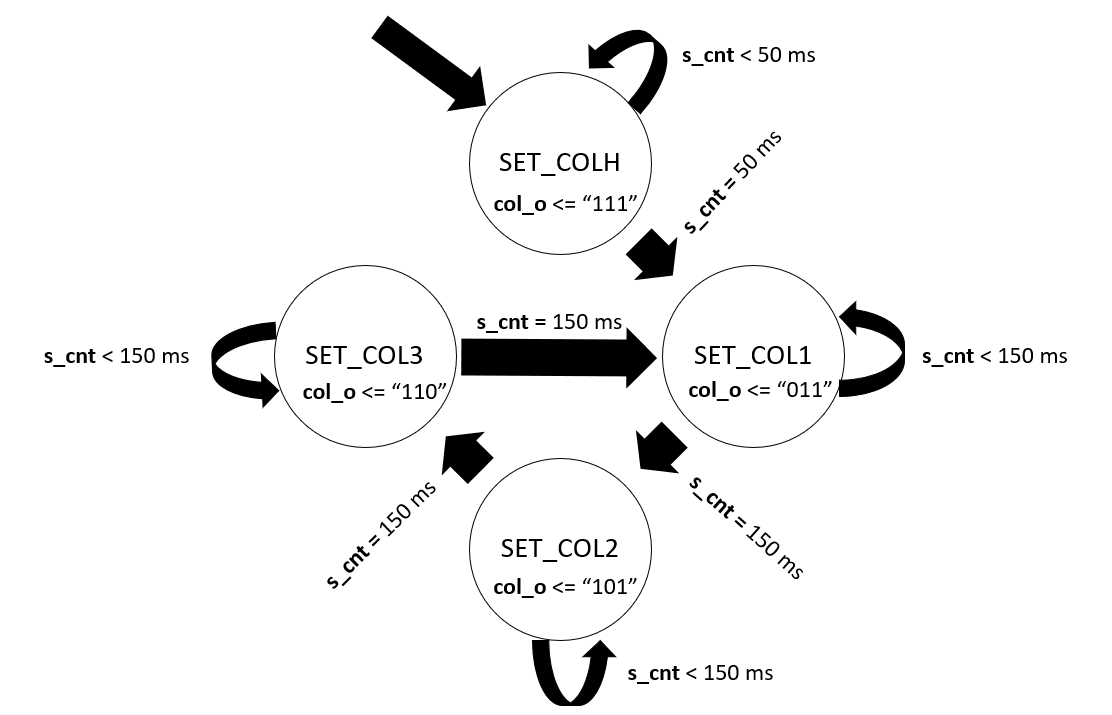 s_cnt < 50 ms
SET_COLH
col_o <= “111”
s_cnt = 50 ms
s_cnt = 150 ms
SET_COL3
col_o <= “110”
s_cnt < 150 ms
SET_COL1
col_o <= “011”
s_cnt < 150 ms
s_cnt = 150 ms
s_cnt = 150 ms
SET_COL2
col_o <= “101”
s_cnt < 150 ms